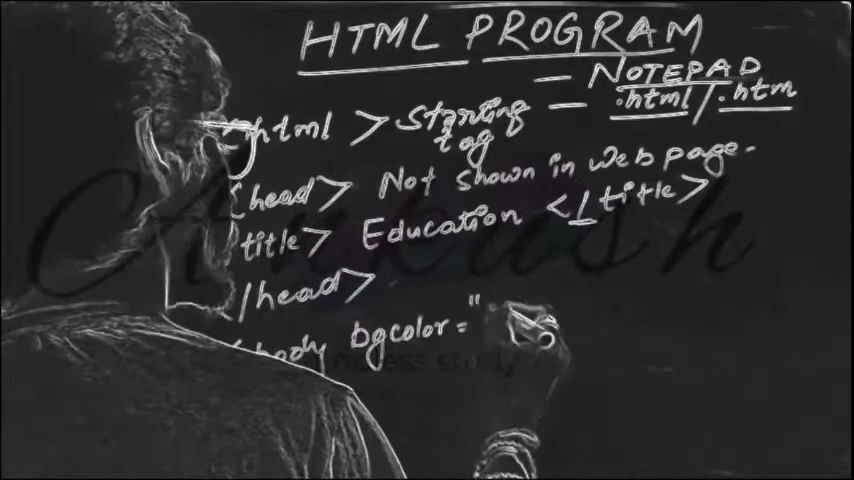 HTML PROGRAM
- NOTEPAD
<html> starting tag - .html/.htm
<head> Not shown in web page.
<title> Education </title>
</head>
<body bgcolor="
Ankush